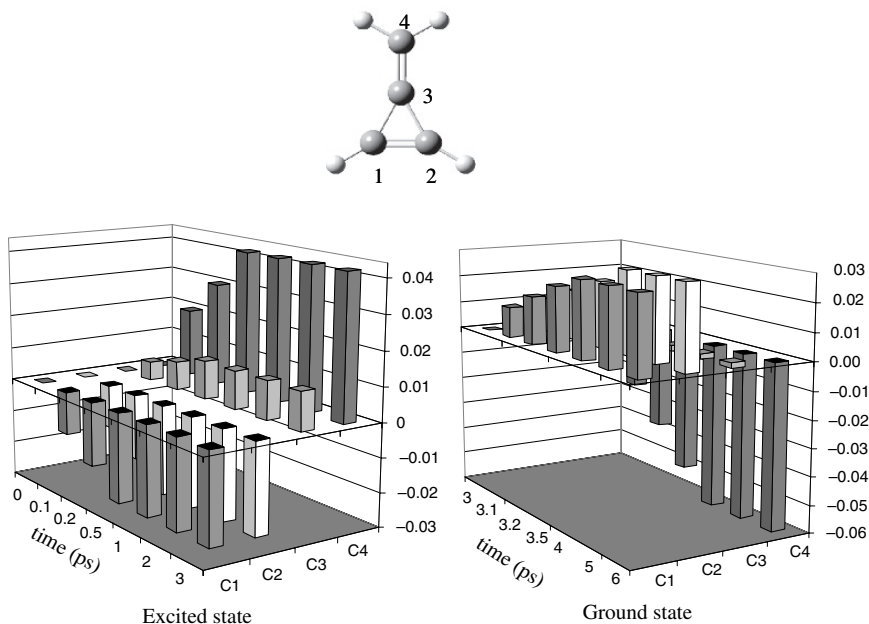 4
3
1 2
0.04
0.03
0.02
0.01
0
−0.01
−0.02
−0.03
0
0.1
0.2
0.5
1
2
3
time (ps)
C1
C2
C3
C4
Excited state
0.03
0.02
0.01
0.00
−0.01
−0.02
−0.03
−0.04
−0.05
−0.06
3
3.1
3.2
3.5
4
5
6
time (ps)
C1
C2
C3
C4
Ground state